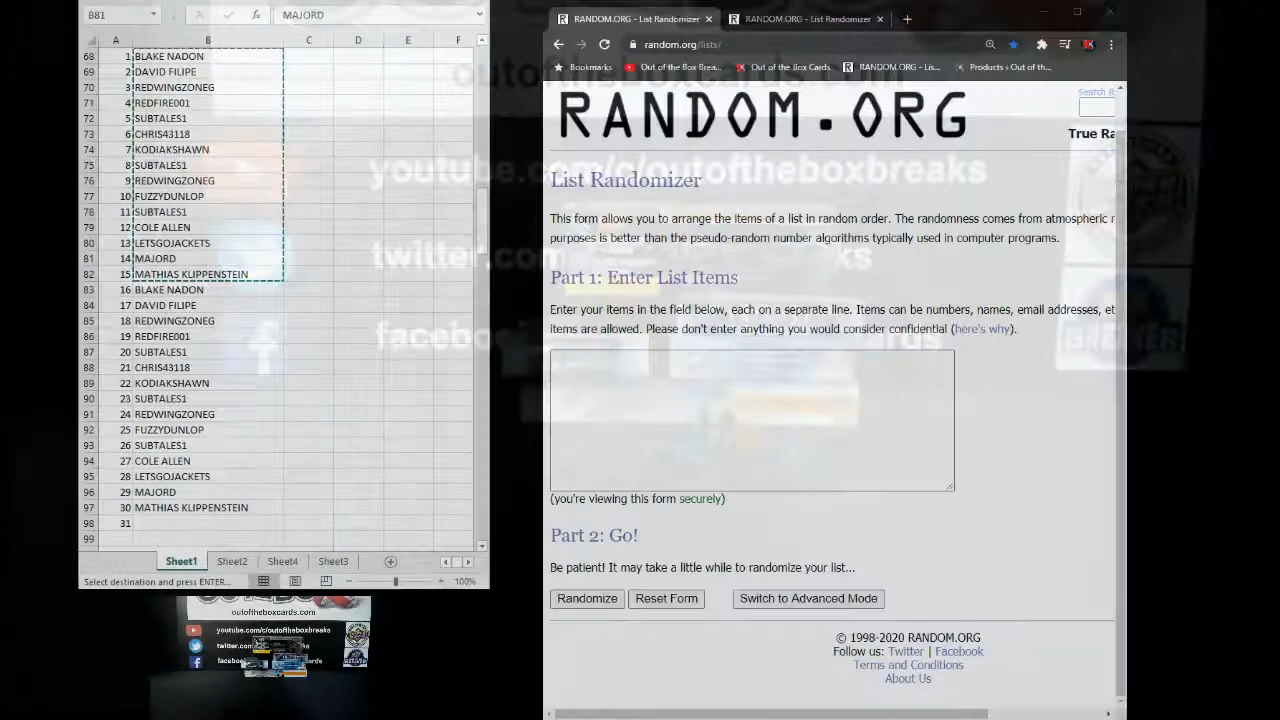 B81 fx MAJORD
A B C D E F
68 1 BLAKE NADON
69 2 DAVID FILIPE
70 3 REDWINGZONEG
71 4 REDFIRE001
72 5 SUBTALES1
73 6 CHRIS43118
74 7 KODIAKSHAWN
75 8 SUBTALES1
76 9 REDWINGZONEG
77 10 FUZZYDUNLOP
78 11 SUBTALES1
79 12 COLE ALLEN
80 13 LETSGOJACKETS
81 14 MAJORD
82 15 MATHIAS KLIPPENSTEIN
83 16 BLAKE NADON
84 17 DAVID FILIPE
85 18 REDWINGZONEG
86 19 REDFIRE001
87 20 SUBTALES1
88 21 CHRIS43118
89 22 KODIAKSHAWN
90 23 SUBTALES1
91 24 REDWINGZONEG
92 25 FUZZYDUNLOP
93 26 SUBTALES1
94 27 COLE ALLEN
95 28 LETSGOJACKETS
96 29 MAJORD
97 30 MATHIAS KLIPPENSTEIN
98 31
99
Sheet1 Sheet2 Sheet4 Sheet3
Select destination and press ENTER... 100%
outoftheboxcards.com
youtube.com/c/outoftheboxbreaks
RANDOM.ORG - List Randomizer RANDOM.ORG - List Randomizer
random.org/lists/
Bookmarks Out of the Box Brea... Out of the Box Cards RANDOM.ORG - Lis... Products ‹ Out of th...
RANDOM.ORG
Search R
True Ra
List Randomizer
This form allows you to arrange the items of a list in random order. The randomness comes from atmospheric r
purposes is better than the pseudo-random number algorithms typically used in computer programs.
Part 1: Enter List Items
Enter your items in the field below, each on a separate line. Items can be numbers, names, email addresses, et
items are allowed. Please don't enter anything you would consider confidential (here's why).
(you're viewing this form securely)
Part 2: Go!
Be patient! It may take a little while to randomize your list...
Randomize Reset Form Switch to Advanced Mode
© 1998-2020 RANDOM.ORG
Follow us: Twitter | Facebook
Terms and Conditions
About Us
youtube.com/c/outoftheboxbreaks